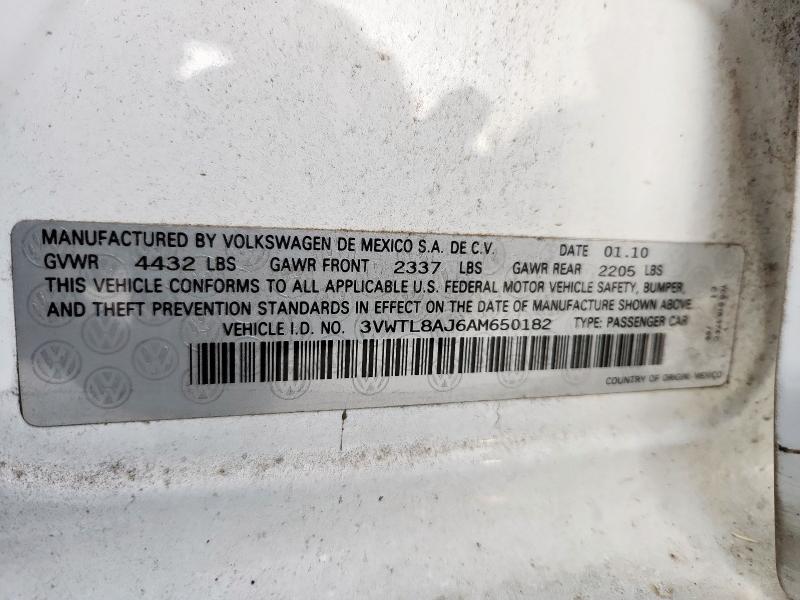 MANUFACTURED BY VOLKSWAGEN DE MEXICO S.A. DE C.V. DATE 01.10
GVWR 4432 LBS GAWR FRONT 2337 LBS GAWR REAR 2205 LBS
THIS VEHICLE CONFORMS TO ALL APPLICABLE U.S. FEDERAL MOTOR VEHICLE SAFETY, BUMPER,
AND THEFT PREVENTION STANDARDS IN EFFECT ON THE DATE OF MANUFACTURE SHOWN ABOVE.
VEHICLE I.D. NO. 3VWTL8AJ6AM650182 TYPE: PASSENGER CAR
COUNTRY OF ORIGIN: MEXICO